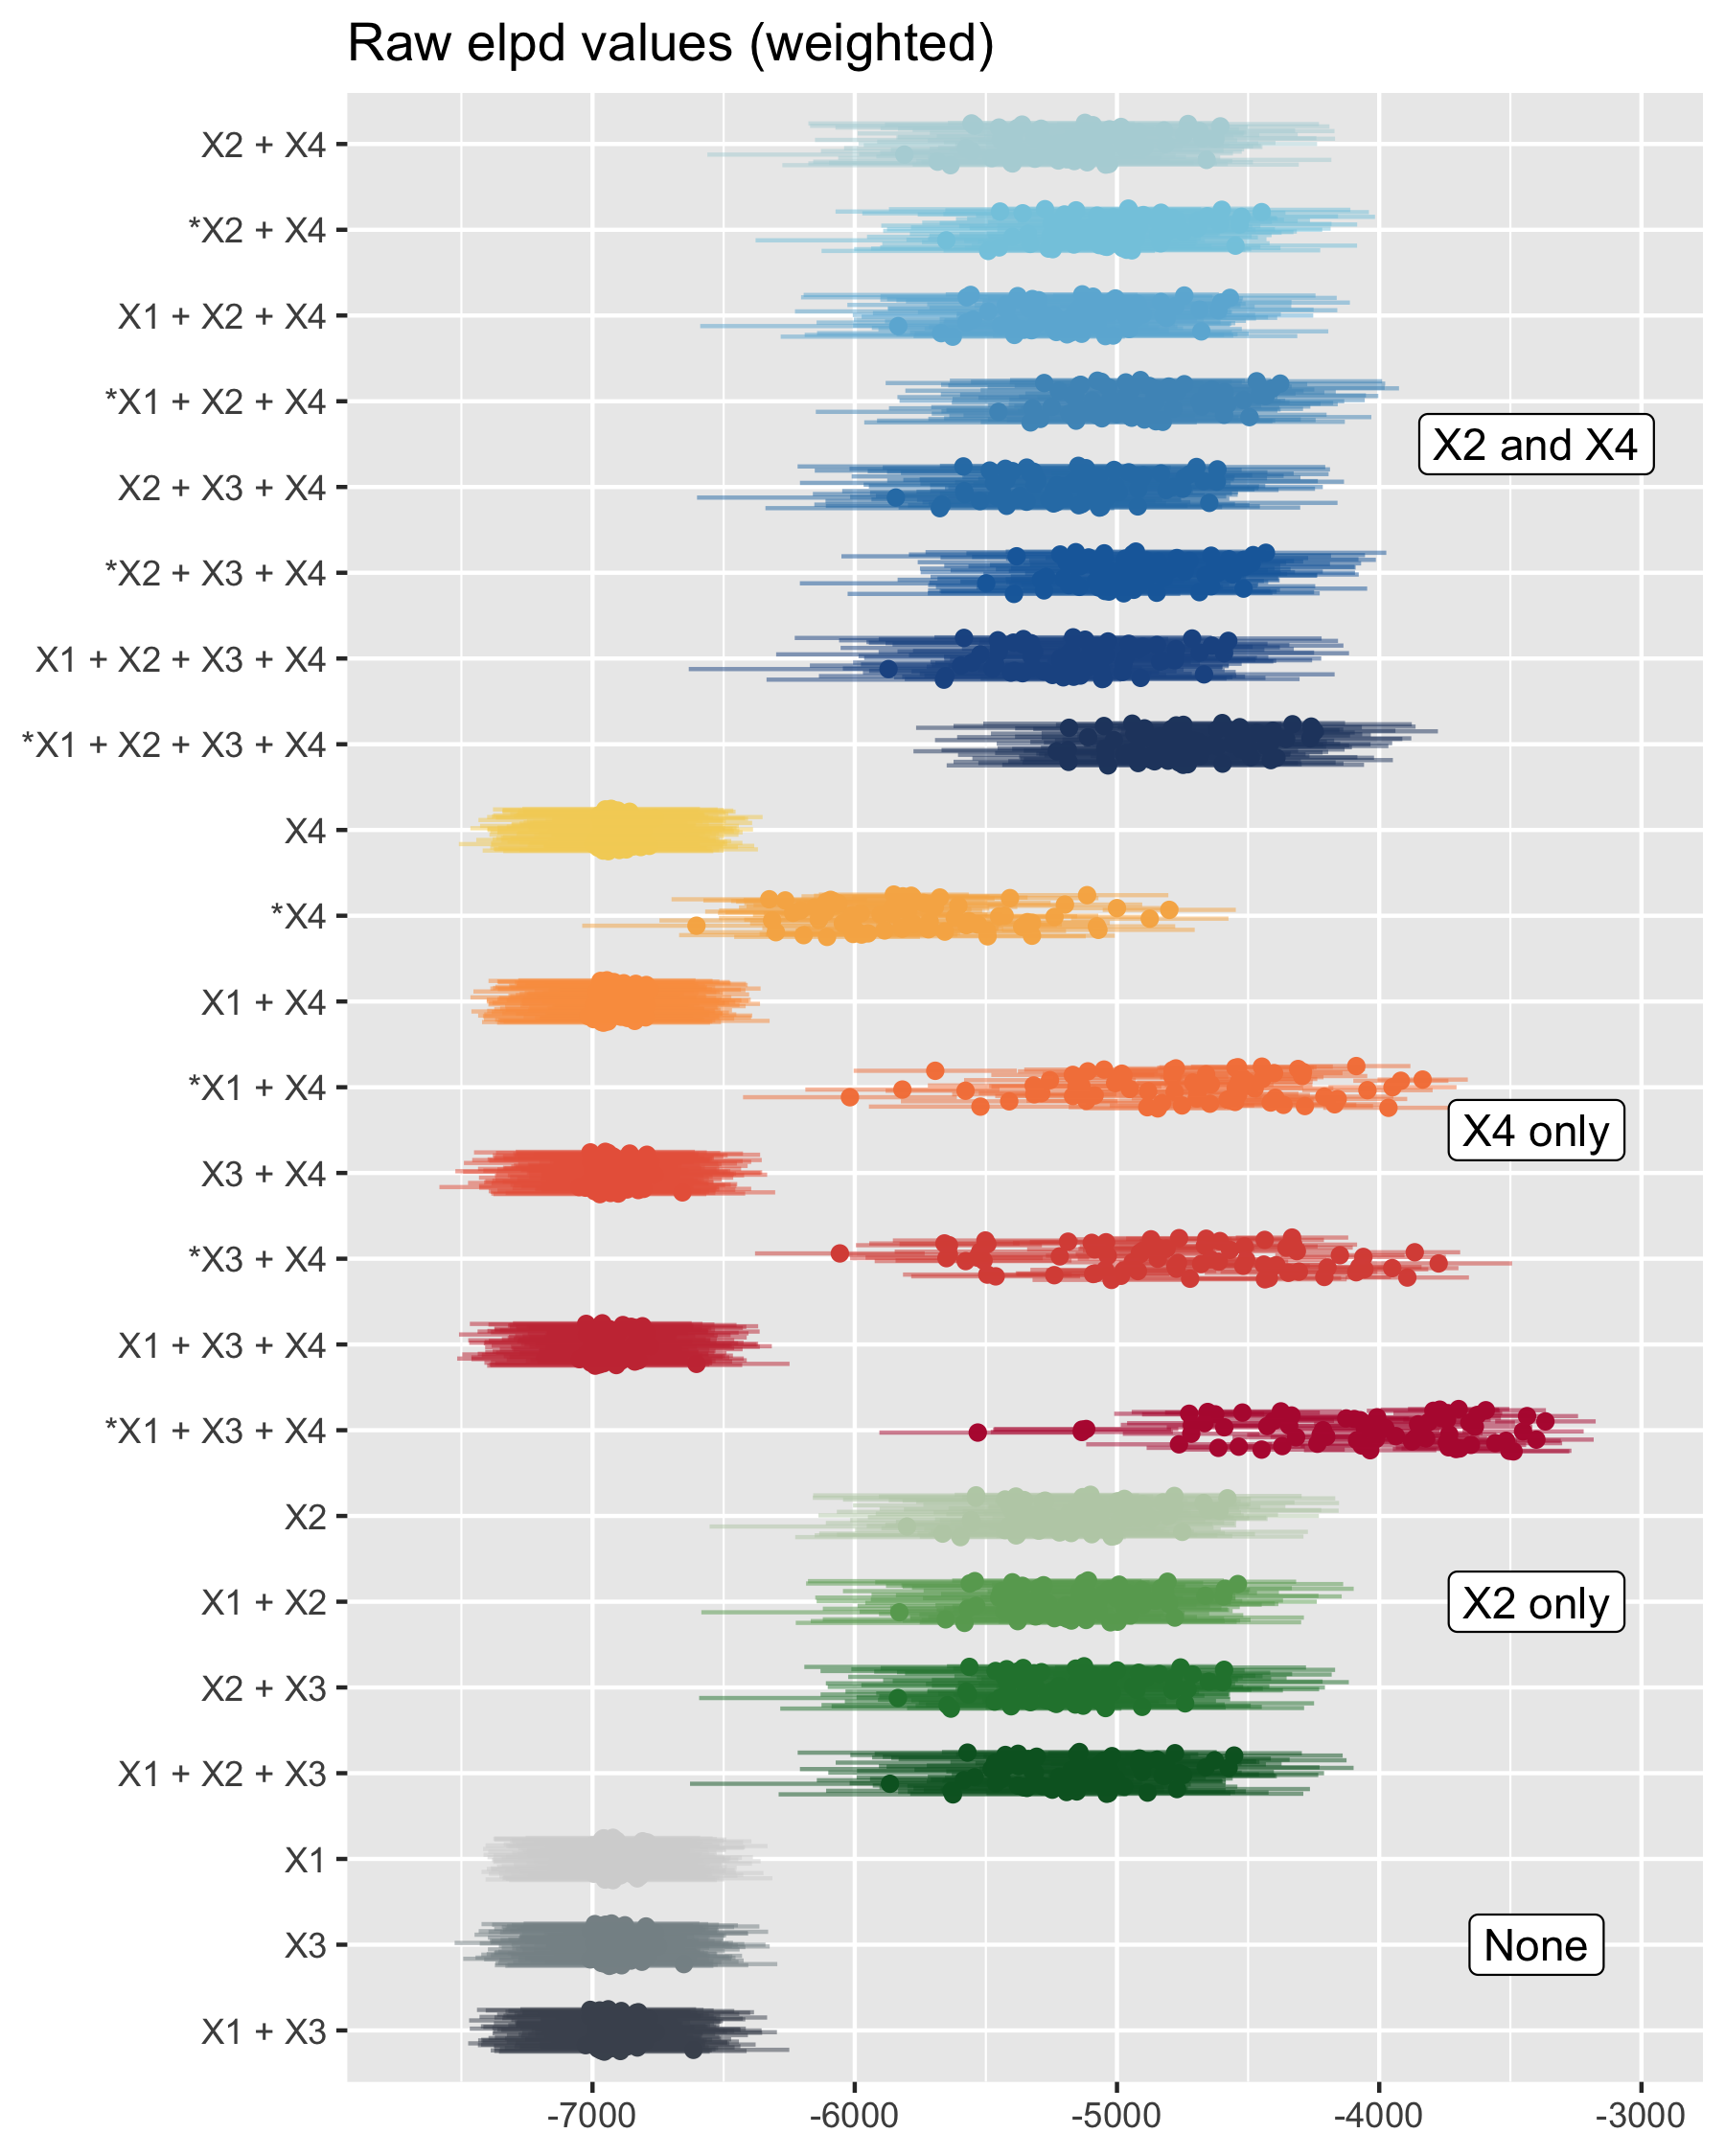 Raw elpd values (weighted)
X2 + X4
*X2 + X4
X1 + X2 + X4
*X1 + X2 + X4
X2 and X4
X2 + X3 + X4
*X2 + X3 + X4
X1 + X2 + X3 + X4
*X1 + X2 + X3 + X4
X4
*X4
X1 + X4
*X1 + X4
X4 only
X3 + X4
*X3 + X4
X1 + X3 + X4
*X1 + X3 + X4
X2
X1 + X2
X2 only
X2 + X3
X1 + X2 + X3
X1
X3
None
X1 + X3
-7000 -6000 -5000 -4000 -3000